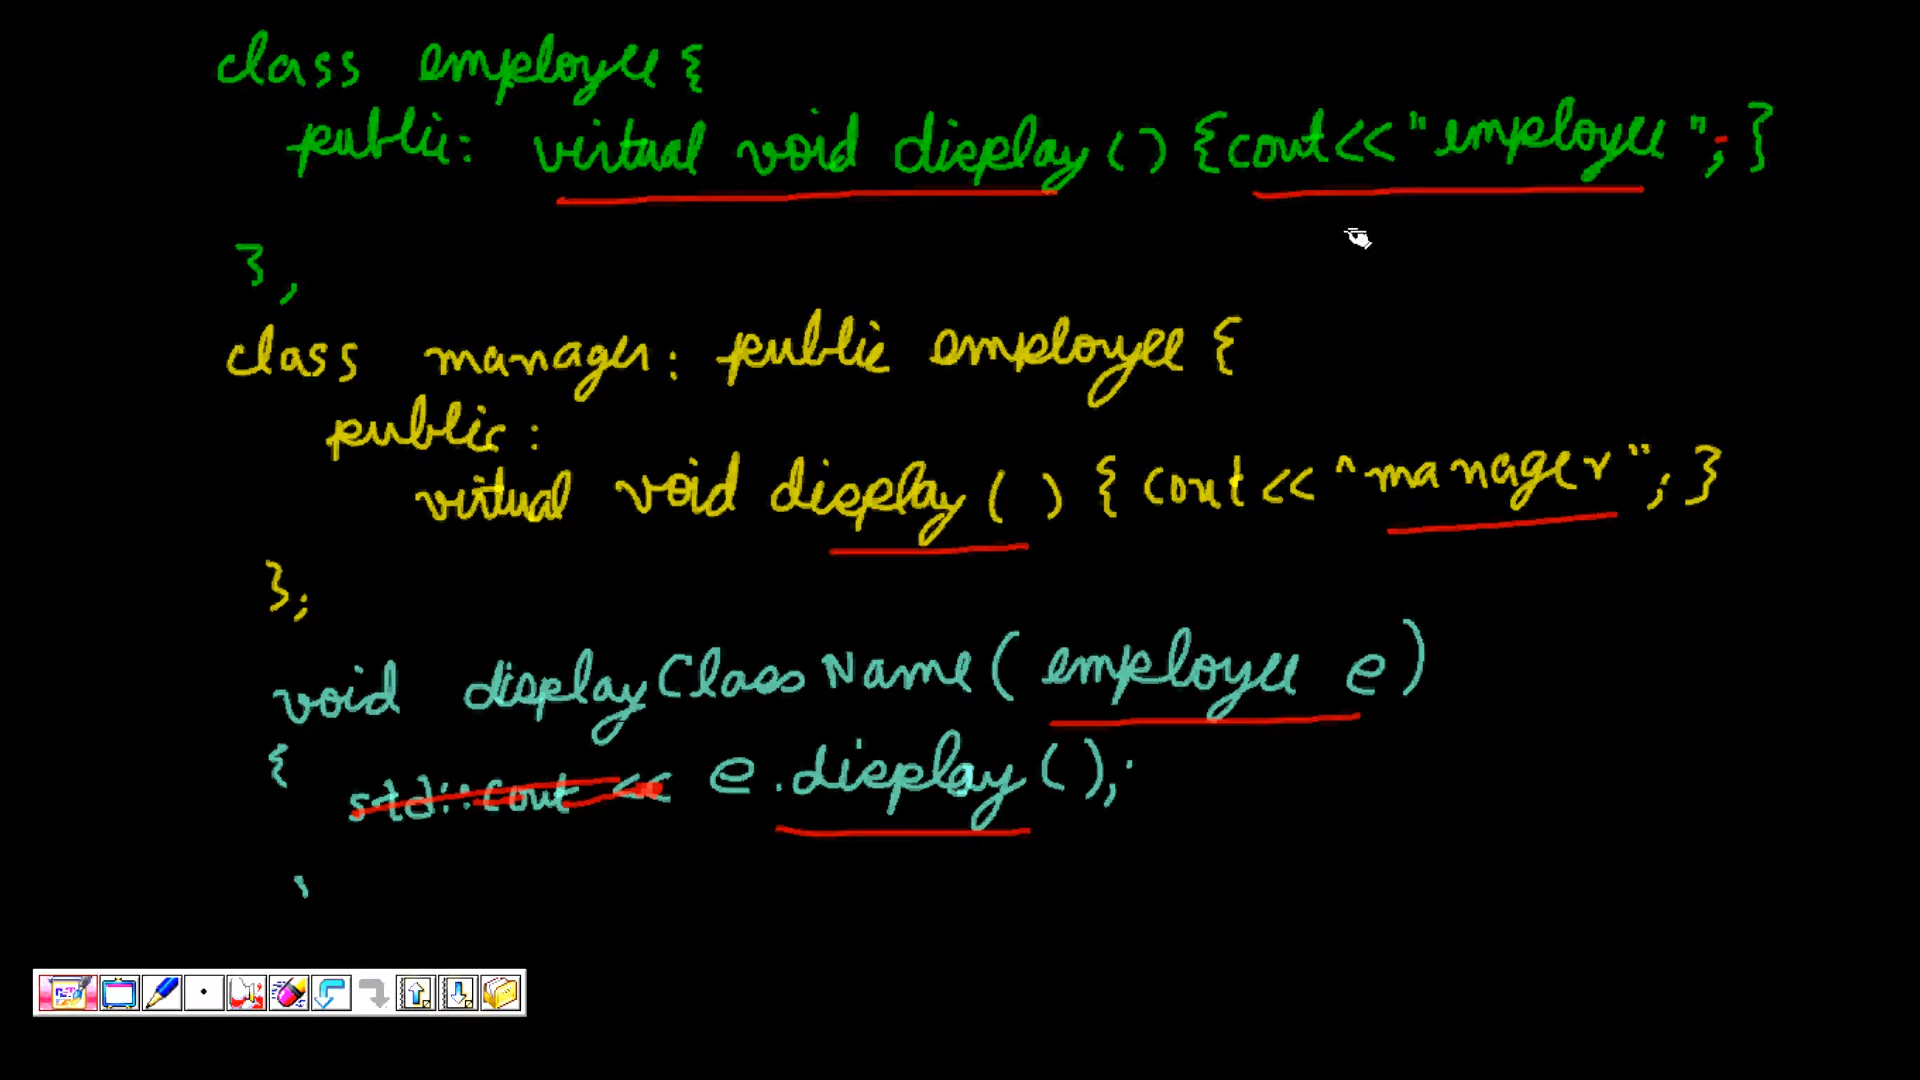 class employee {
public: virtual void display () {cout<<"employee"; }
},
class manager: public employee {
public:
virtual void display ( ) { cout << "manager"; }
};
void displayClassName (employee e)
{ std::cout << e.display();